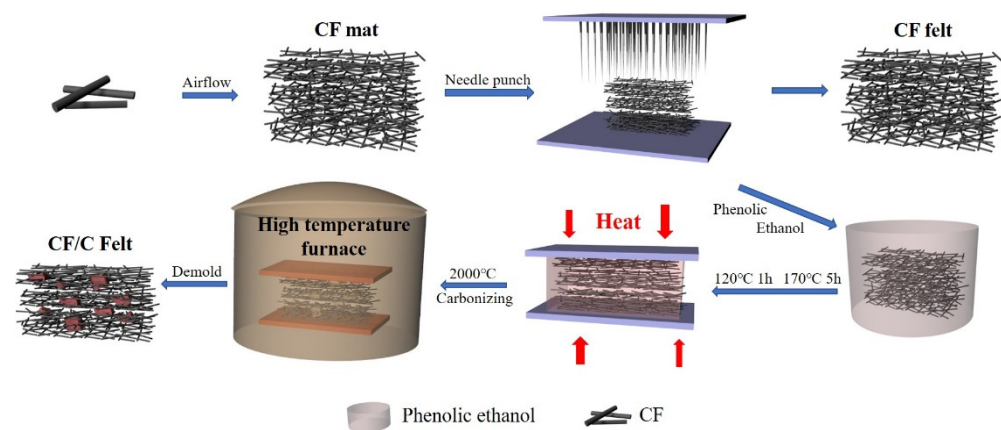 CF mat
CF felt
Airflow
Needle punch
Phenolic
Ethanol
High temperature
furnace
Heat
CF/C Felt
Demold
2000℃
Carbonizing
120℃ 1h 170℃ 5h
Phenolic ethanol
CF